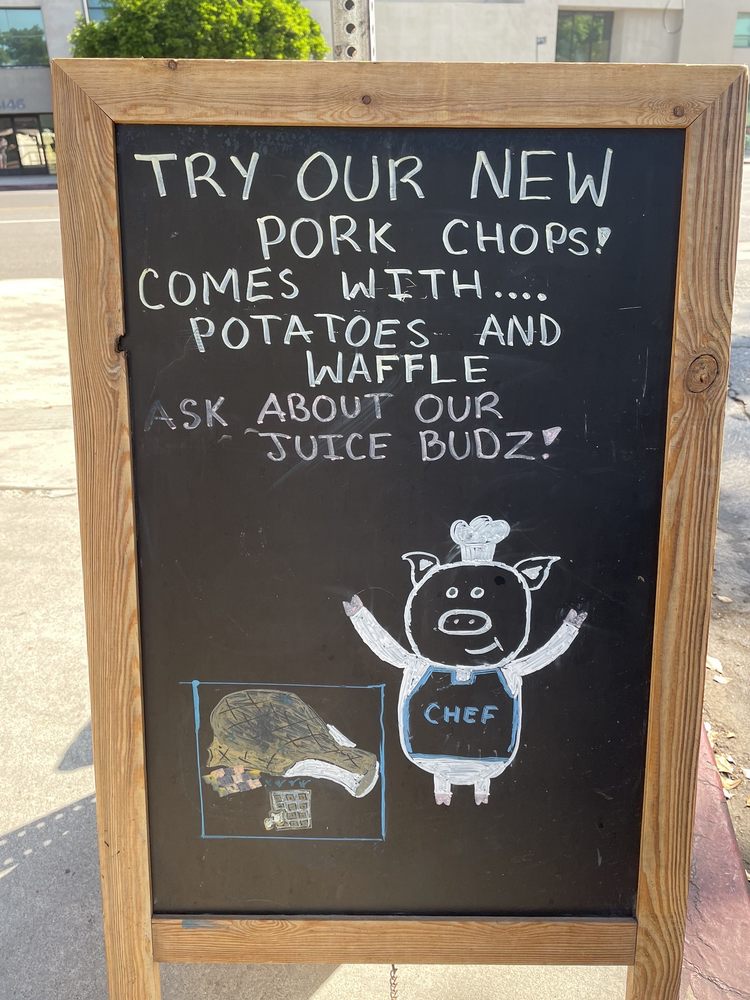 TRY OUR NEW
PORK CHOPS!
COMES WITH....
POTATOES AND
WAFFLE
ASK ABOUT OUR
JUICE BUDZ!
CHEF